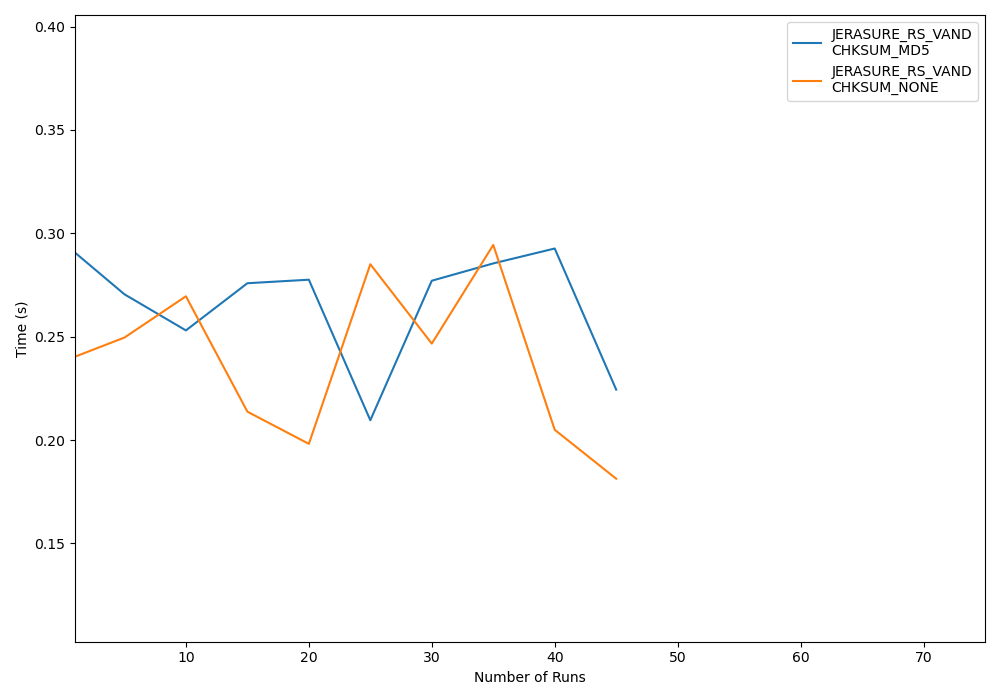 0.40
0.35
0.30
0.25
0.20
0.15
Time (s)
10 20 30 40 50 60 70
Number of Runs
JERASURE_RS_VAND
CHKSUM_MD5
JERASURE_RS_VAND
CHKSUM_NONE